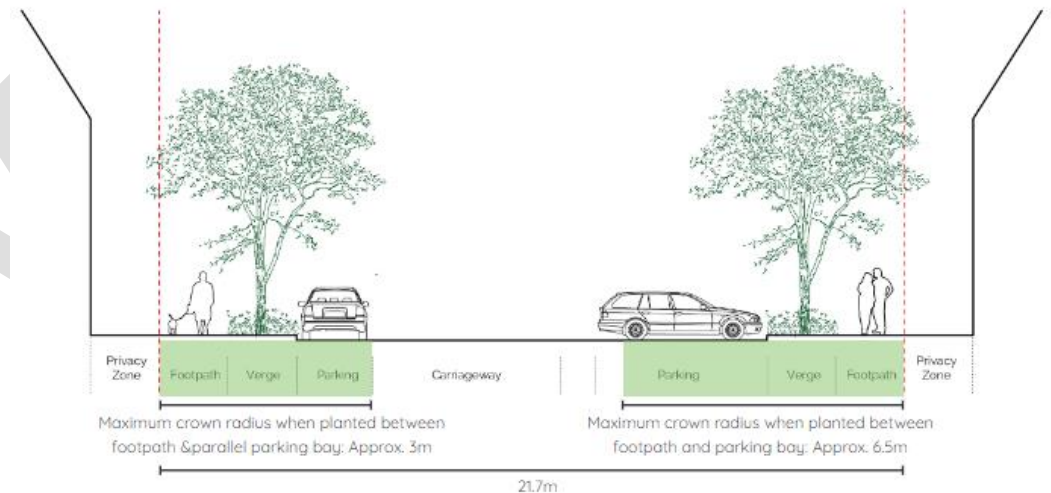 Privacy
Zone
Footpath
Verge
Parking
Carriageway
Parking
Verge
Footpath
Privacy
Zone
Maximum crown radius when planted between
footpath &parallel parking bay: Approx. 3m
Maximum crown radius when planted between
footpath and parking bay: Approx. 6.5m
21.7m